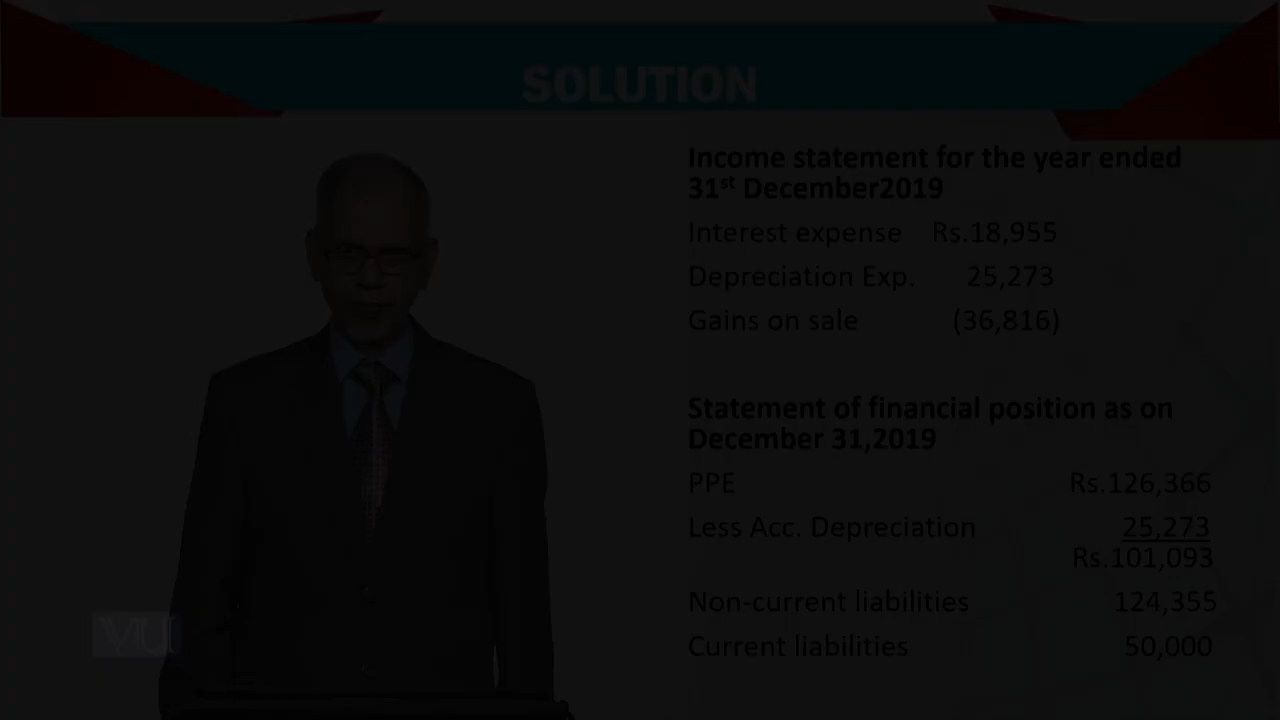 SOLUTION
Income statement for the year ended
31st December2019
Interest expense Rs.18,955
Depreciation Exp. 25,273
Gains on sale (36,816)
Statement of financial position as on
December 31,2019
PPE Rs.126,366
Less Acc. Depreciation 25,273
Rs.101,093
Non-current liabilities 124,355
Current liabilities 50,000
VU